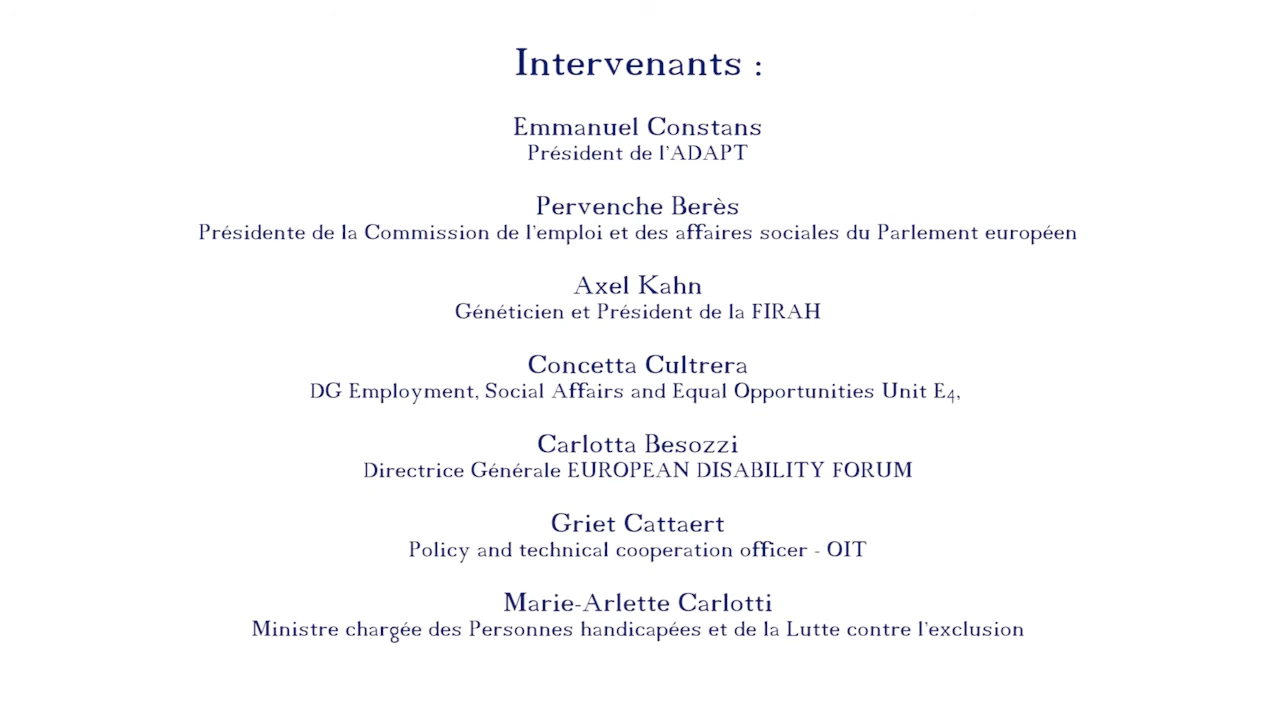 Intervenants :
Emmanuel Constans
Président de l'ADAPT
Pervenche Berès
Présidente de la Commission de l'emploi et des affaires sociales du Parlement européen
Axel Kahn
Généticien et Président de la FIRAH
Concetta Cultrera
DG Employment, Social Affairs and Equal Opportunities Unit E4,
Carlotta Besozzi
Directrice Générale EUROPEAN DISABILITY FORUM
Griet Cattaert
Policy and technical cooperation officer - OIT
Marie-Arlette Carlotti
Ministre chargée des Personnes handicapées et de la Lutte contre l'exclusion